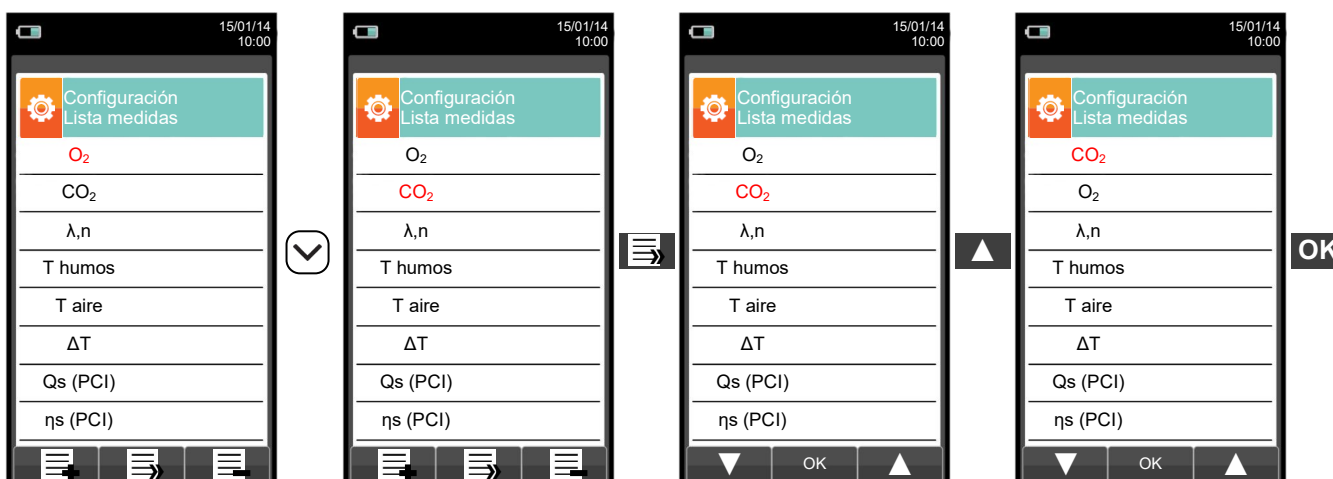 15/01/14
10:00
Configuración
Lista medidas
O₂
CO₂
λ,n
T humos
T aire
ΔT
Qs (PCI)
ηs (PCI)
15/01/14
10:00
Configuración
Lista medidas
O₂
CO₂
λ,n
T humos
T aire
ΔT
Qs (PCI)
ηs (PCI)
15/01/14
10:00
Configuración
Lista medidas
O₂
CO₂
λ,n
T humos
T aire
ΔT
Qs (PCI)
ηs (PCI)
OK
15/01/14
10:00
Configuración
Lista medidas
CO₂
O₂
λ,n
T humos
T aire
ΔT
Qs (PCI)
ηs (PCI)
OK
OK